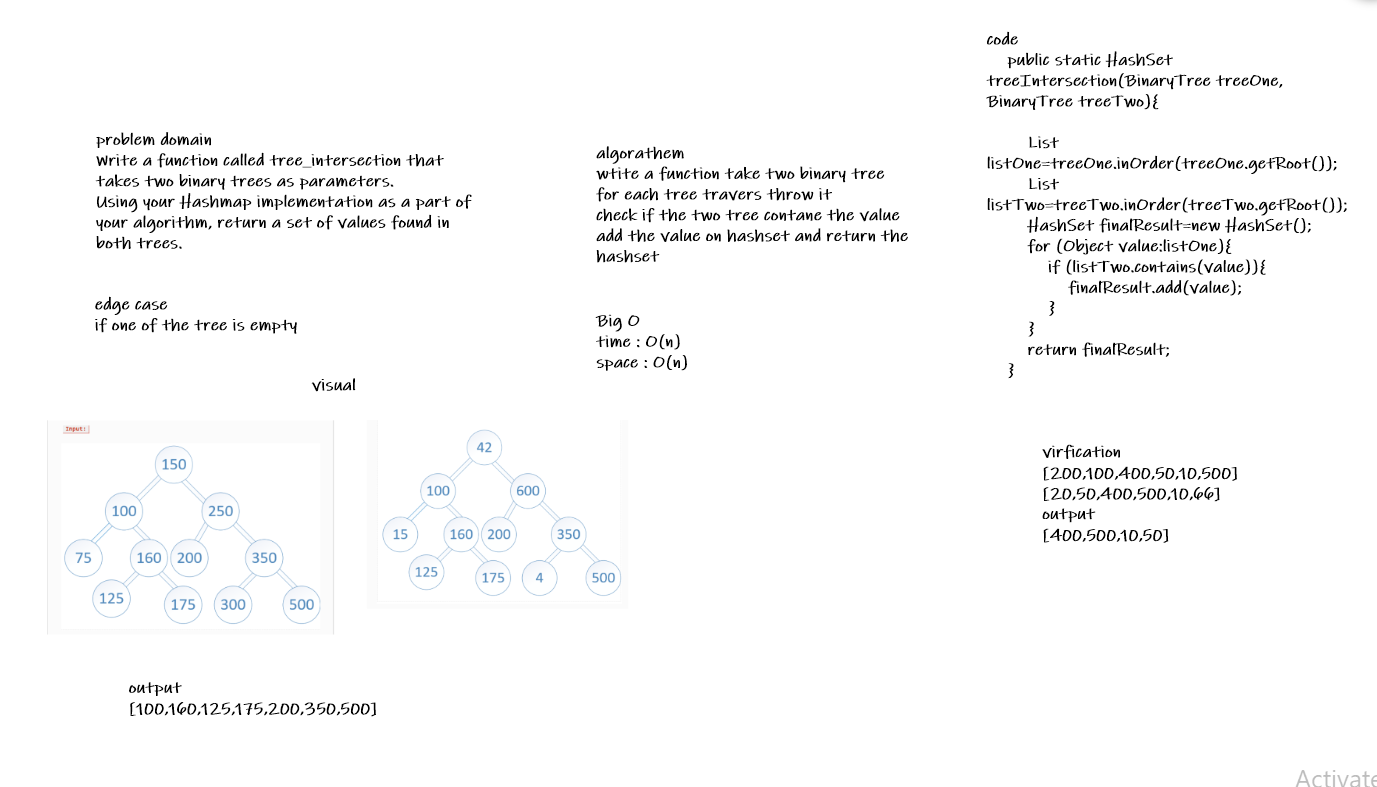 problem domain
Write a function called tree_intersection that
takes two binary trees as parameters.
Using your Hashmap implementation as a part of
your algorithm, return a set of values found in
both trees.
edge case
if one of the tree is empty
visual
Input:
150
100
250
75
160
200
350
125
175
300
500
42
100
600
15
160
200
350
125
175
4
500
output
[100,160,125,175,200,350,500]
algorathem
wtite a function take two binary tree
for each tree travers throw it
check if the two tree contane the value
add the value on hashset and return the
hashset
Big O
time : O(n)
space : O(n)
code
public static HashSet
treeIntersection(BinaryTree treeOne,
BinaryTree treeTwo){
List
listOne=treeOne.inOrder(treeOne.getRoot());
List
listTwo=treeTwo.inOrder(treeTwo.getRoot());
HashSet finalResult=new HashSet();
for (Object value:listOne){
if (listTwo.contains(value)){
finalResult.add(value);
}
}
return finalResult;
}
virfication
[200,100,400,50,10,500]
[20,50,400,500,10,66]
output
[400,500,10,50]
Activate